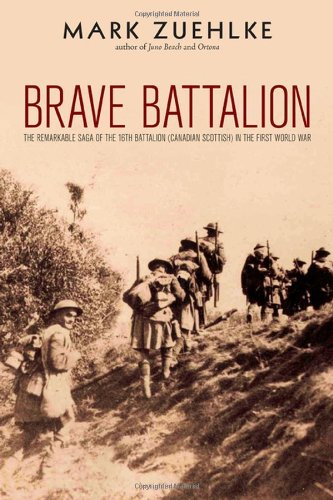 MARK ZUEHLKE
author of Juno Beach and Ortona
BRAVE BATTALION
THE REMARKABLE SAGA OF THE 16TH BATTALION (CANADIAN SCOTTISH) IN THE FIRST WORLD WAR